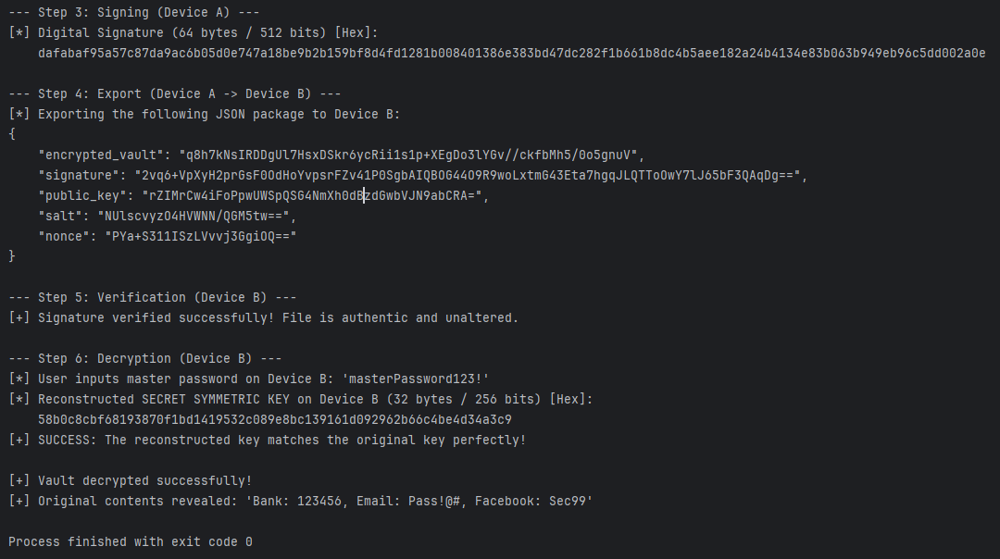 --- Step 3: Signing (Device A) ---
[*] Digital Signature (64 bytes / 512 bits) [Hex]:
dafabaf95a57c87da9ac6b05d0e747a18be9b2b159bf8d4fd1281b008401386e383bd47dc282f1b661b8dc4b5aee182a24b4134e83b063b949eb96c5dd002a0e
--- Step 4: Export (Device A -> Device B) ---
[*] Exporting the following JSON package to Device B:
{
"encrypted_vault": "q8h7kNsIRDDgUl7HsxDSkr6ycRii1s1p+XEgDo3lYGv//ckfbMh5/0o5gnuV",
"signature": "2vq6+VpXyH2prGsF0OdHoYvpsrFZv41P0SgbAIQBOG44O9R9woLxtmG43Eta7hgqJLQTToOwY7lJ65bF3QAqDg==",
"public_key": "rZIMrCw4iFoPpwUWSpQSG4NmXh0dBzdGwbVJN9abCRA=",
"salt": "NUlscvyzO4HVWNN/QGM5tw==",
"nonce": "PYa+S311ISzLVvvj3GgiOQ=="
}
--- Step 5: Verification (Device B) ---
[+] Signature verified successfully! File is authentic and unaltered.
--- Step 6: Decryption (Device B) ---
[*] User inputs master password on Device B: 'masterPassword123!'
[*] Reconstructed SECRET SYMMETRIC KEY on Device B (32 bytes / 256 bits) [Hex]:
58b0c8cbf68193870f1bd1419532c089e8bc139161d092962b66c4be4d34a3c9
[+] SUCCESS: The reconstructed key matches the original key perfectly!
[+] Vault decrypted successfully!
[+] Original contents revealed: 'Bank: 123456, Email: Pass!@#, Facebook: Sec99'
Process finished with exit code 0